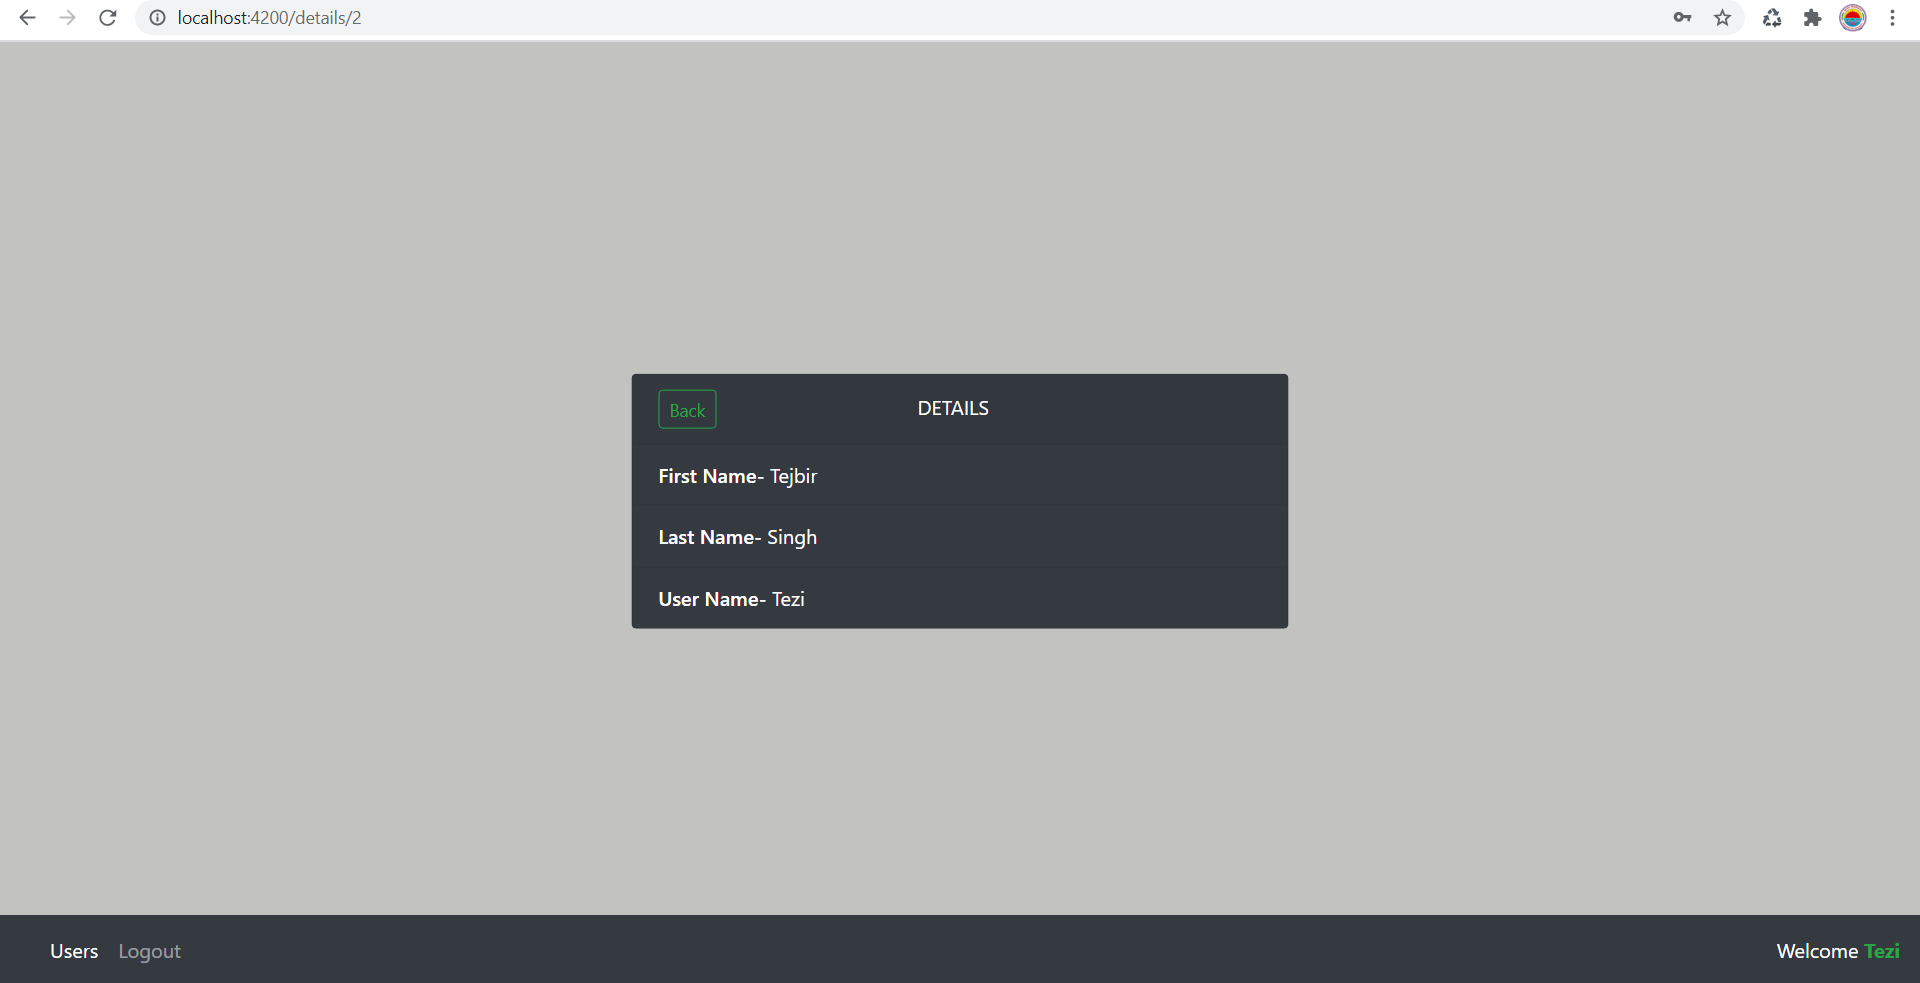 localhost:4200/details/2
Back
DETAILS
First Name- Tejbir
Last Name- Singh
User Name- Tezi
Users Logout
Welcome Tezi